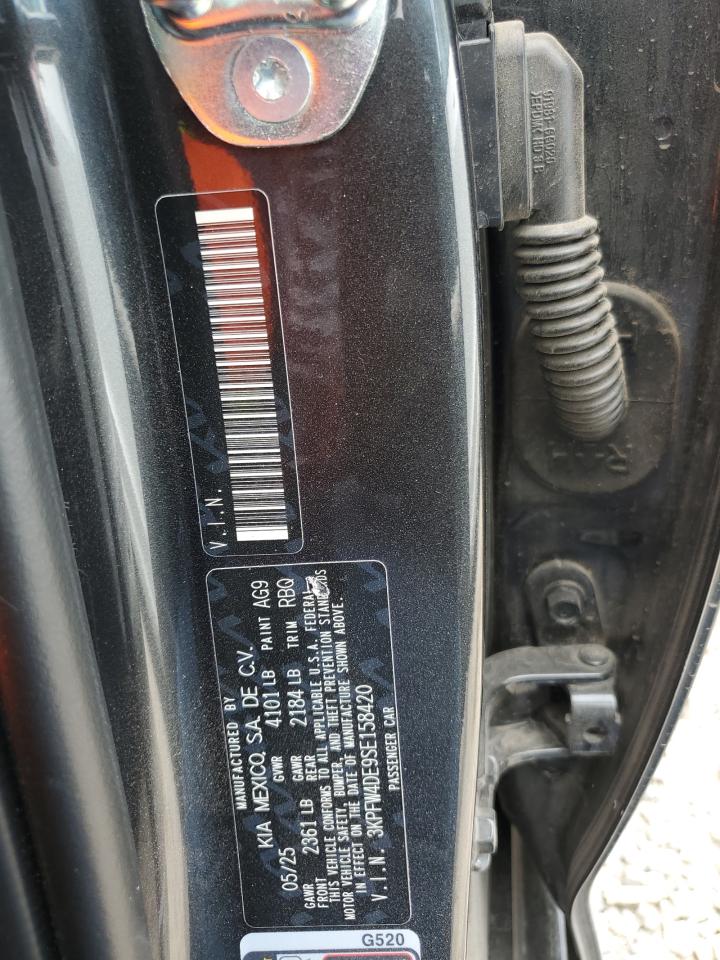 MANUFACTURED BY
KIA MEXICO, S.A. DE C.V.
05/25 GVWR 4101 LB PAINT AG9
GAWR FRONT 2361 LB GAWR REAR 2184 LB TRIM RBQ
THIS VEHICLE CONFORMS TO ALL APPLICABLE U.S.A. FEDERAL
MOTOR VEHICLE SAFETY, BUMPER, AND THEFT PREVENTION STANDARDS
IN EFFECT ON THE DATE OF MANUFACTURE SHOWN ABOVE.
V.I.N. 3KPFW4DE9SE158420
PASSENGER CAR
V.I.N.
G520